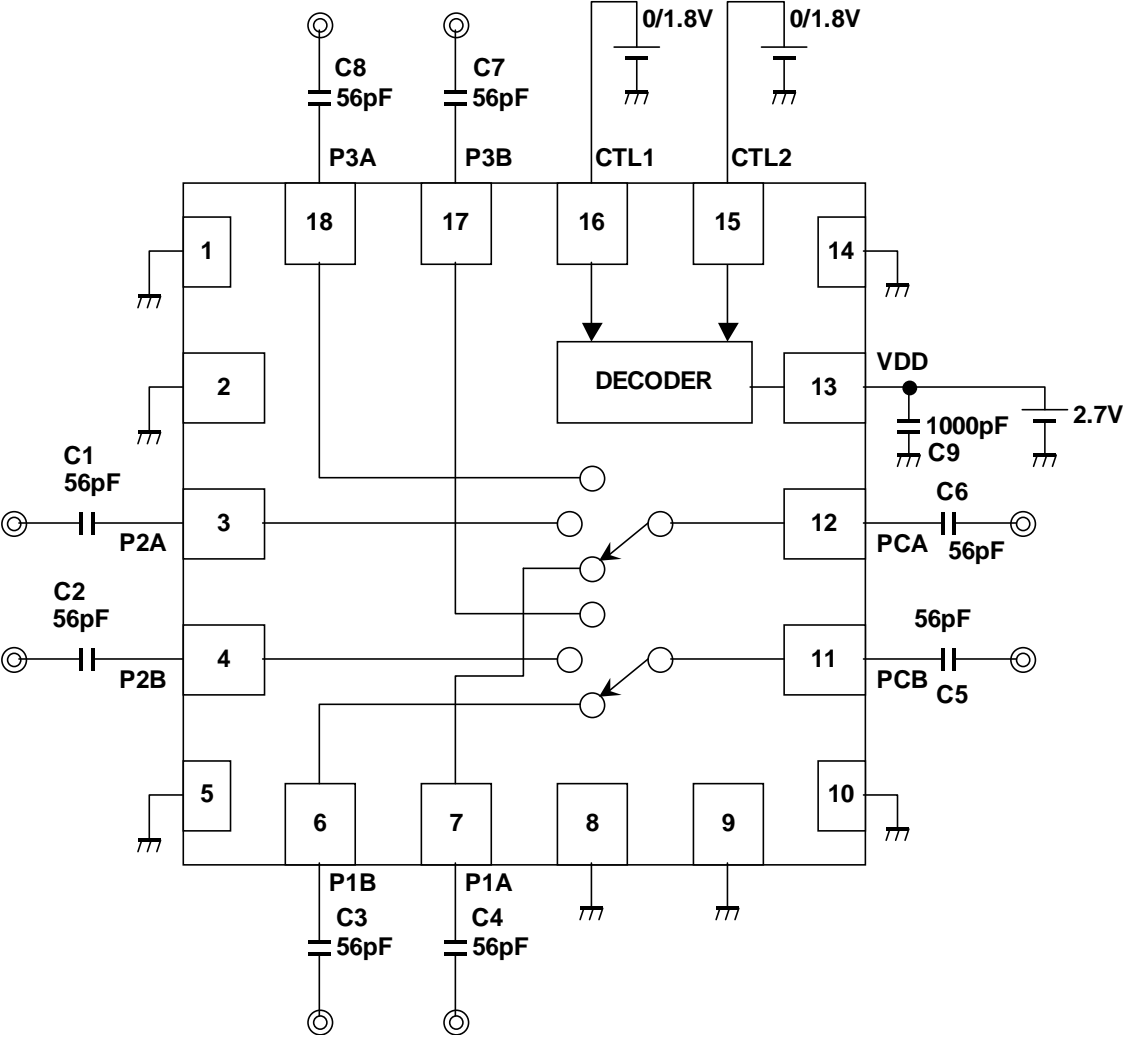 0/1.8V
0/1.8V
C8
56pF
C7
56pF
P3A
P3B
CTL1
CTL2
18
17
16
15
1
14
2
DECODER
13
VDD
1000pF
C9
2.7V
C1
56pF
P2A
3
12
PCA
C6
56pF
C2
56pF
P2B
4
11
PCB
56pF
C5
5
6
7
8
9
10
P1B
C3
56pF
P1A
C4
56pF